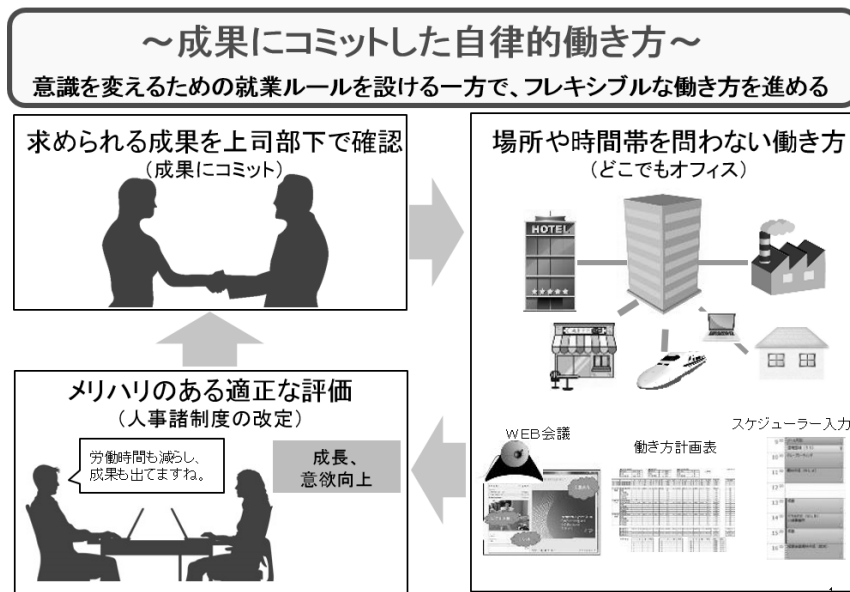 ～成果にコミットした自律的働き方～
意識を変えるための就業ルールを設ける一方で、フレキシブルな働き方を進める
求められる成果を上司部下で確認
（成果にコミット）
場所や時間帯を問わない働き方
（どこでもオフィス）
HOTEL
メリハリのある適正な評価
（人事諸制度の改定）
労働時間も減らし、
成果も出てますね。
成長、
意欲向上
WEB会議
働き方計画表
スケジューラー入力